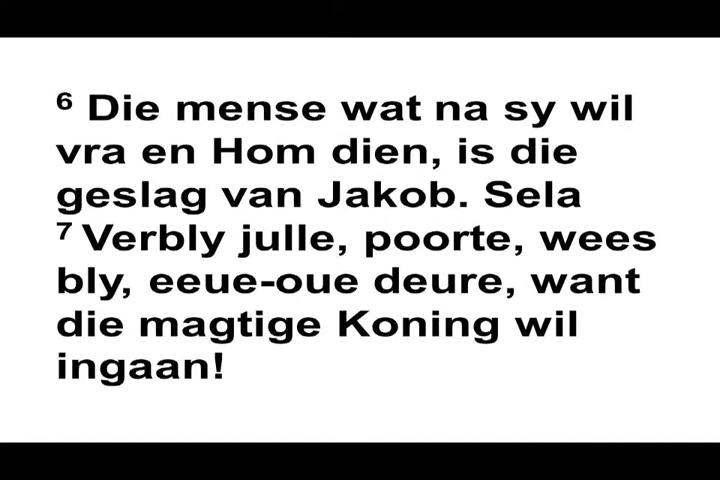 ⁶ Die mense wat na sy wil
vra en Hom dien, is die
geslag van Jakob. Sela
⁷ Verbly julle, poorte, wees
bly, eeue-oue deure, want
die magtige Koning wil
ingaan!